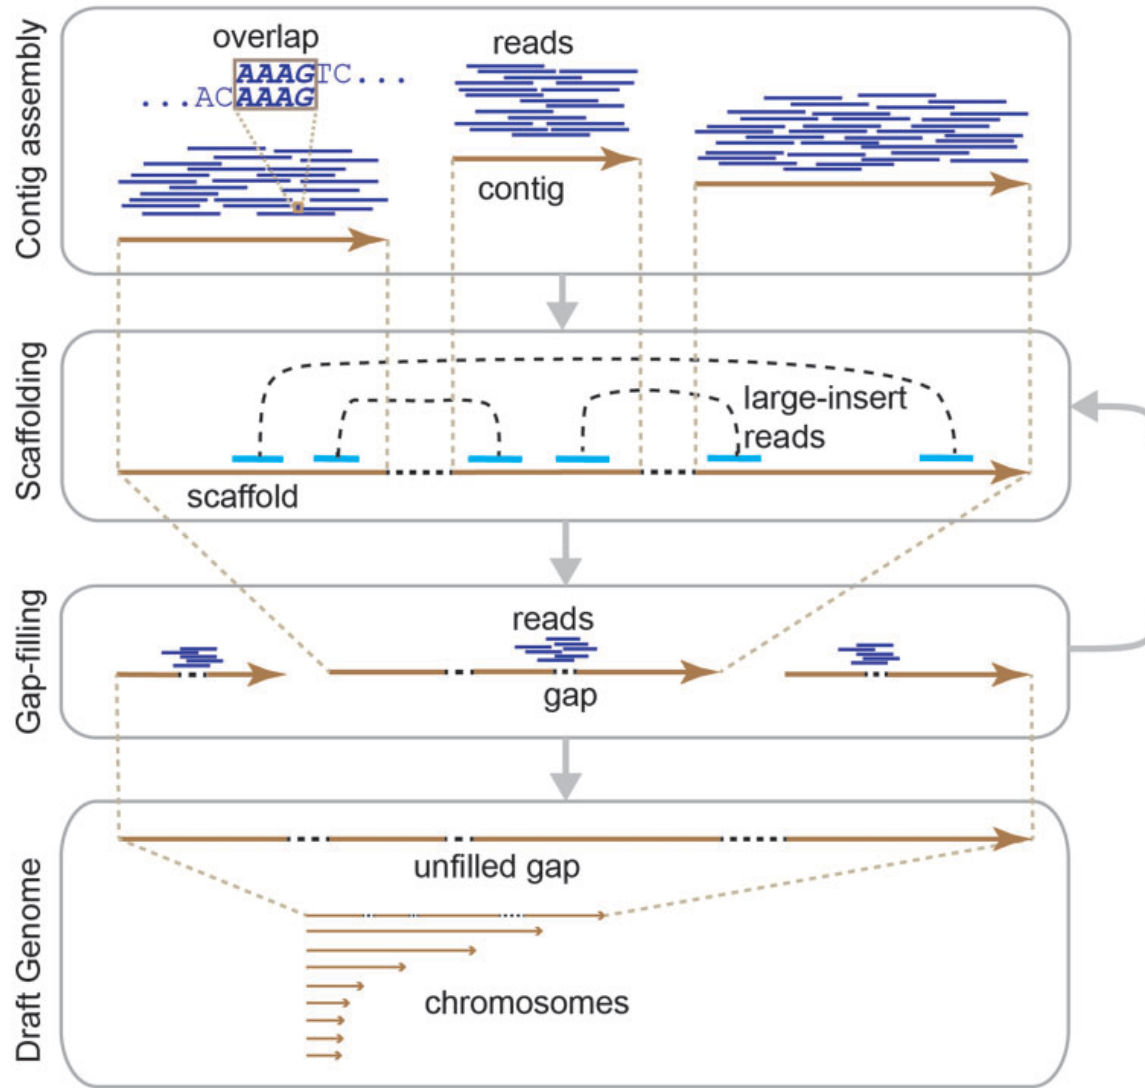 Contig assembly
overlap
AAAGTC...
...ACAAAG
reads
contig
Scaffolding
large-insert
reads
scaffold
Gap-filling
reads
gap
Draft Genome
unfilled gap
chromosomes